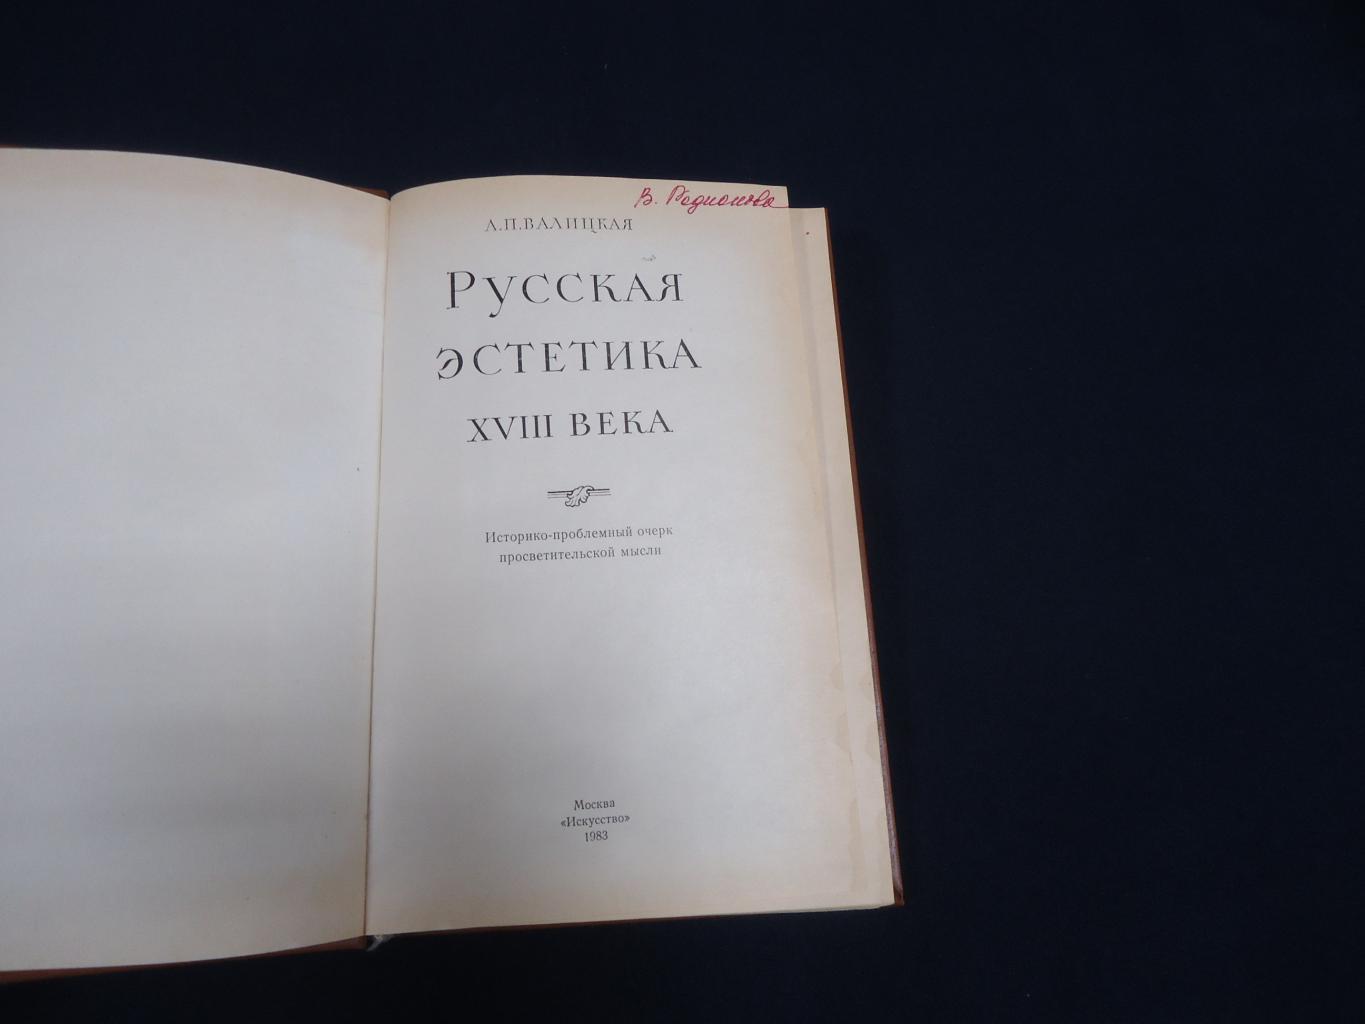 В. Родионова
А.П.ВАЛИЦКАЯ
РУССКАЯ
ЭСТЕТИКА
XVIII ВЕКА
Историко-проблемный очерк
просветительской мысли
Москва
«Искусство»
1983